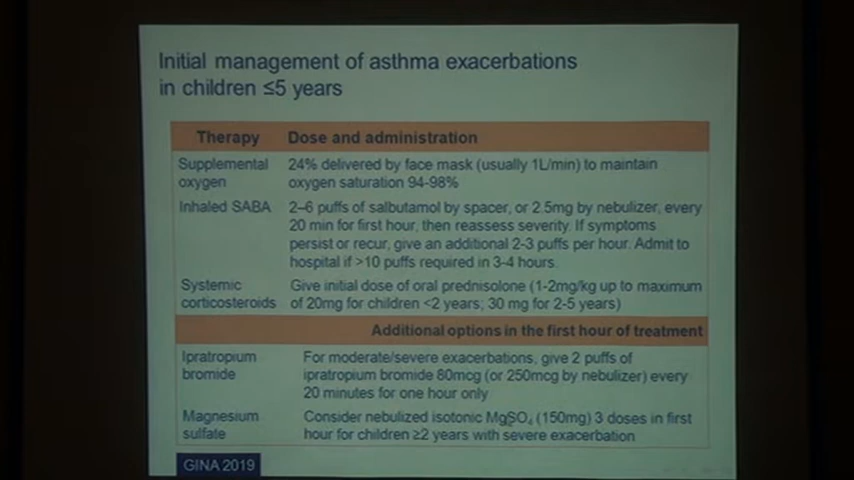 Initial management of asthma exacerbations
in children ≤5 years
Therapy Dose and administration
Supplemental oxygen 24% delivered by face mask (usually 1L/min) to maintain
oxygen saturation 94-98%
Inhaled SABA 2–6 puffs of salbutamol by spacer, or 2.5mg by nebulizer, every
20 min for first hour, then reassess severity. If symptoms
persist or recur, give an additional 2-3 puffs per hour. Admit to
hospital if >10 puffs required in 3-4 hours.
Systemic corticosteroids Give initial dose of oral prednisolone (1-2mg/kg up to maximum
of 20mg for children <2 years; 30 mg for 2-5 years)
Additional options in the first hour of treatment
Ipratropium bromide For moderate/severe exacerbations, give 2 puffs of
ipratropium bromide 80mcg (or 250mcg by nebulizer) every
20 minutes for one hour only
Magnesium sulfate Consider nebulized isotonic MgSO₄ (150mg) 3 doses in first
hour for children ≥2 years with severe exacerbation
GINA 2019